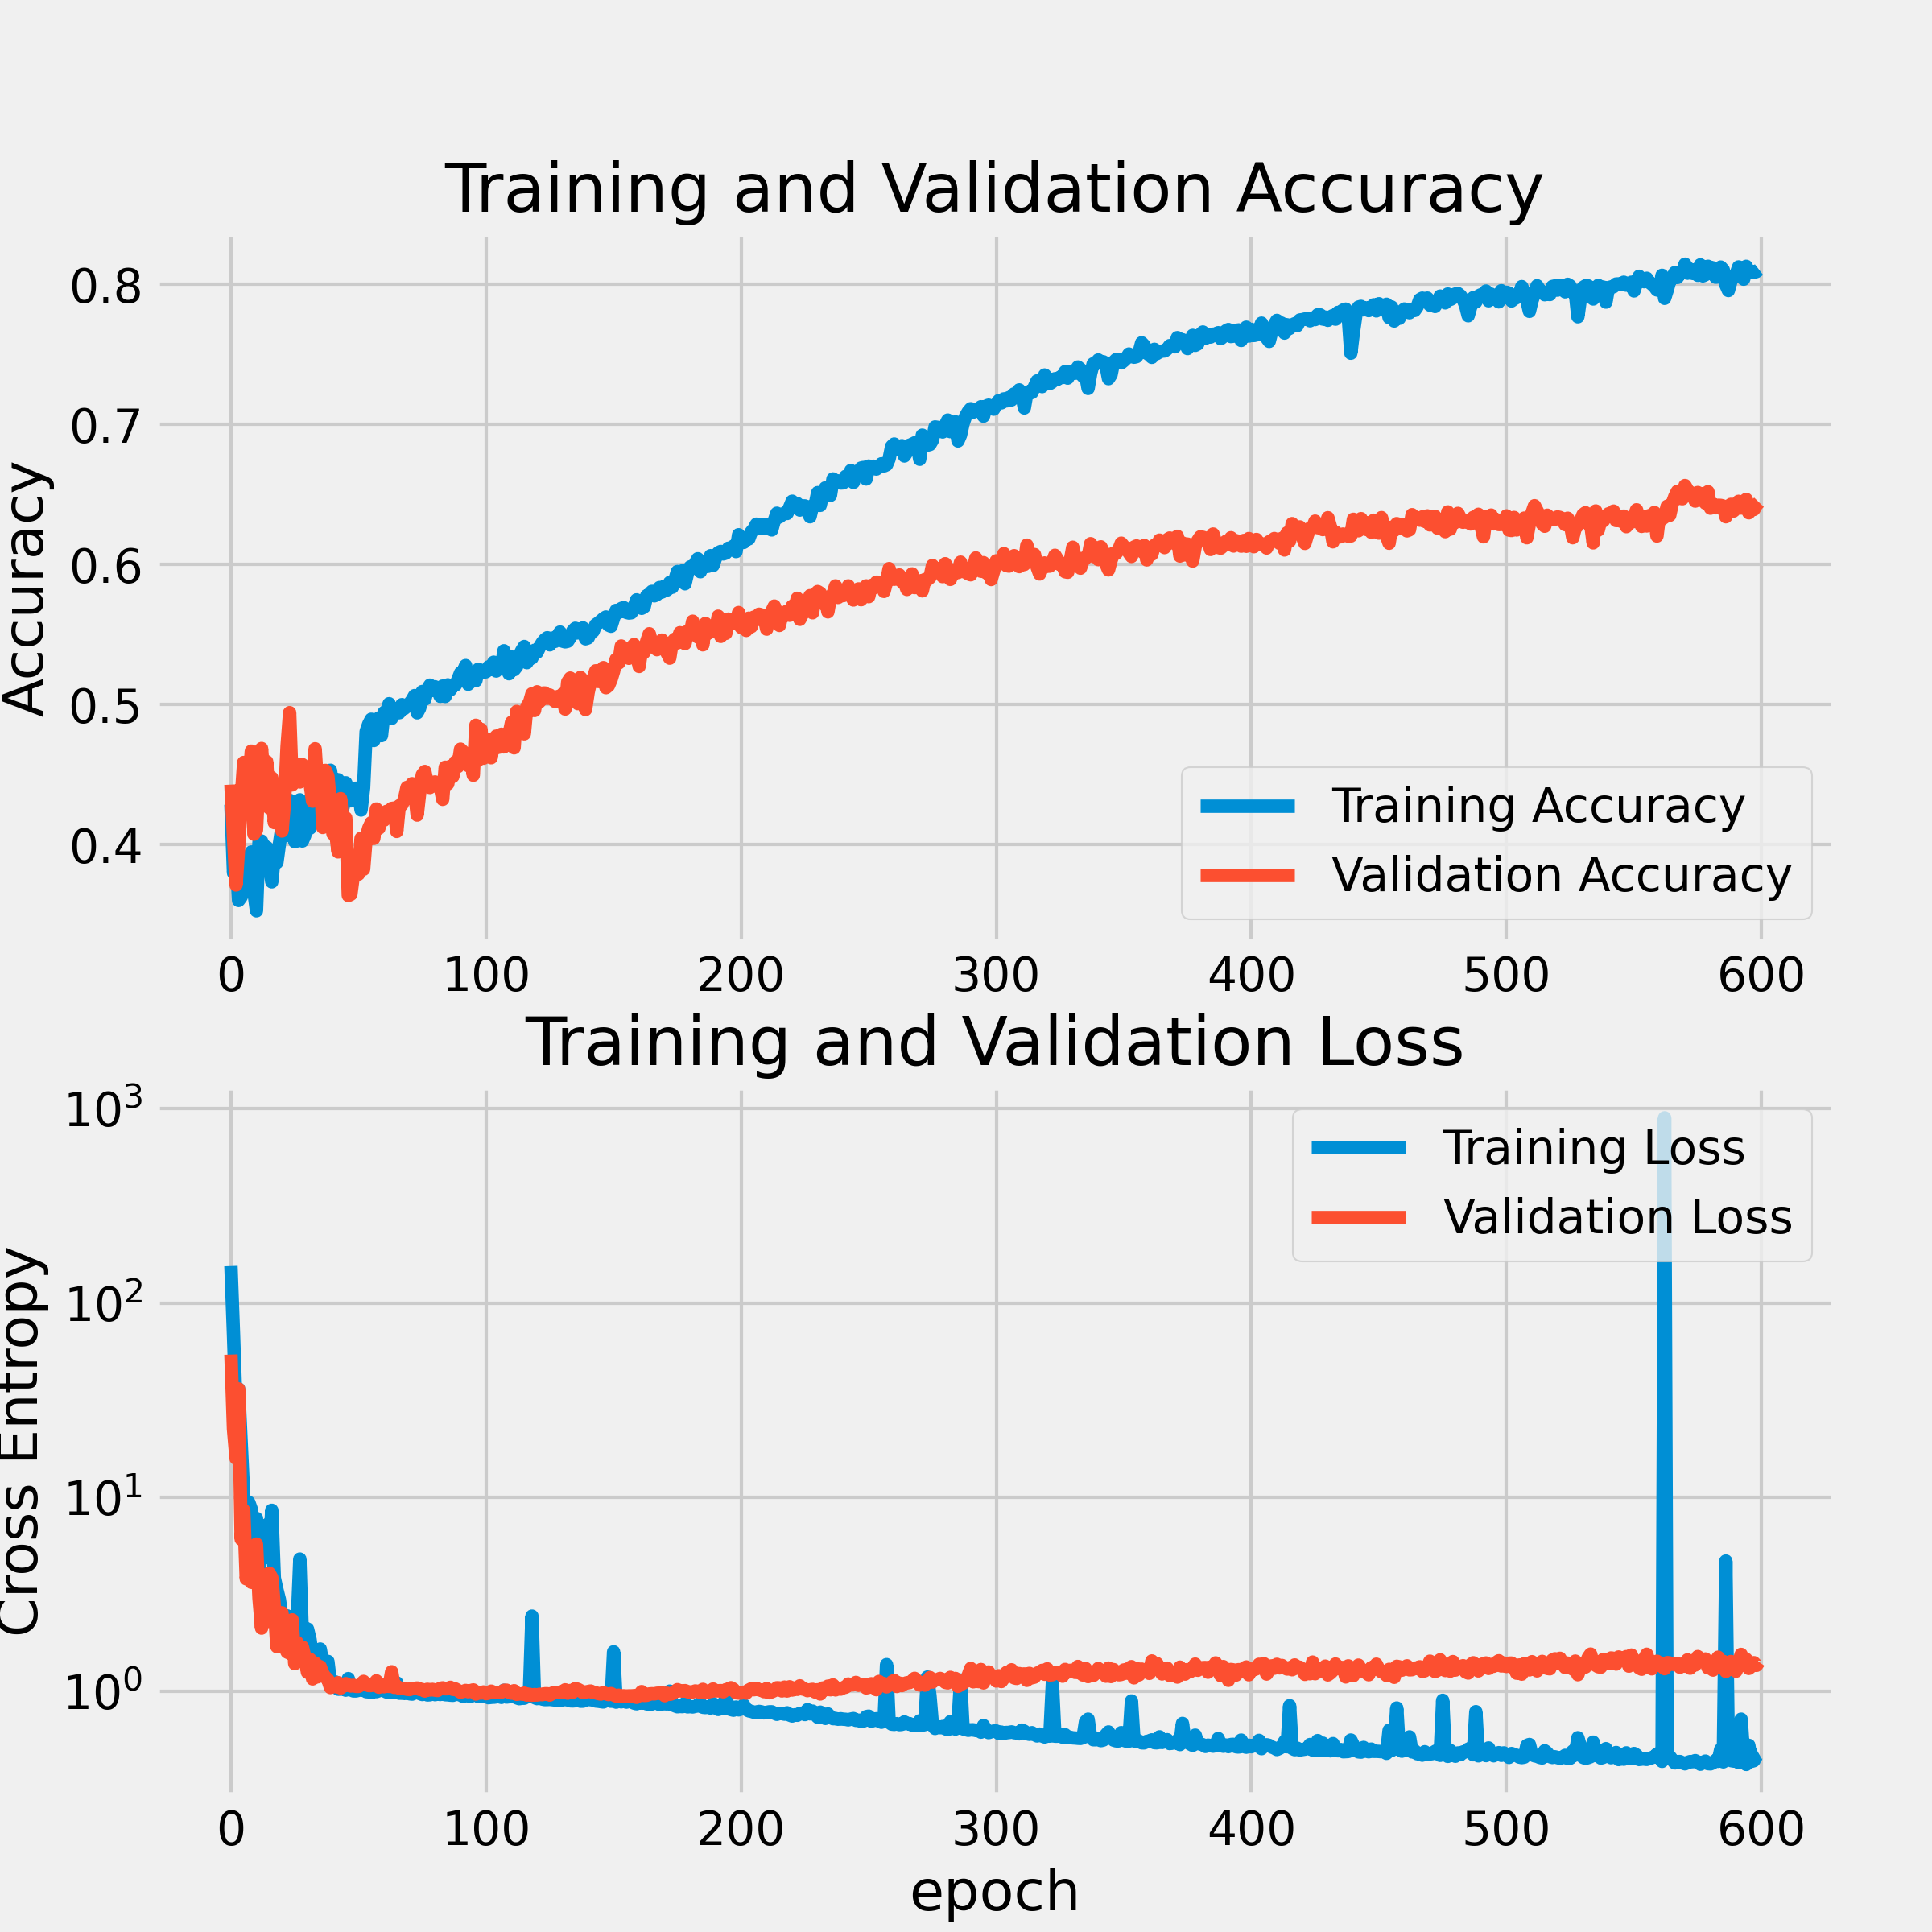 Training and Validation Accuracy
Accuracy
0.8
0.7
0.6
0.5
0.4
Training Accuracy
Validation Accuracy
0 100 200 300 400 500 600
Training and Validation Loss
Cross Entropy
10³
10²
10¹
10⁰
Training Loss
Validation Loss
0 100 200 300 400 500 600
epoch